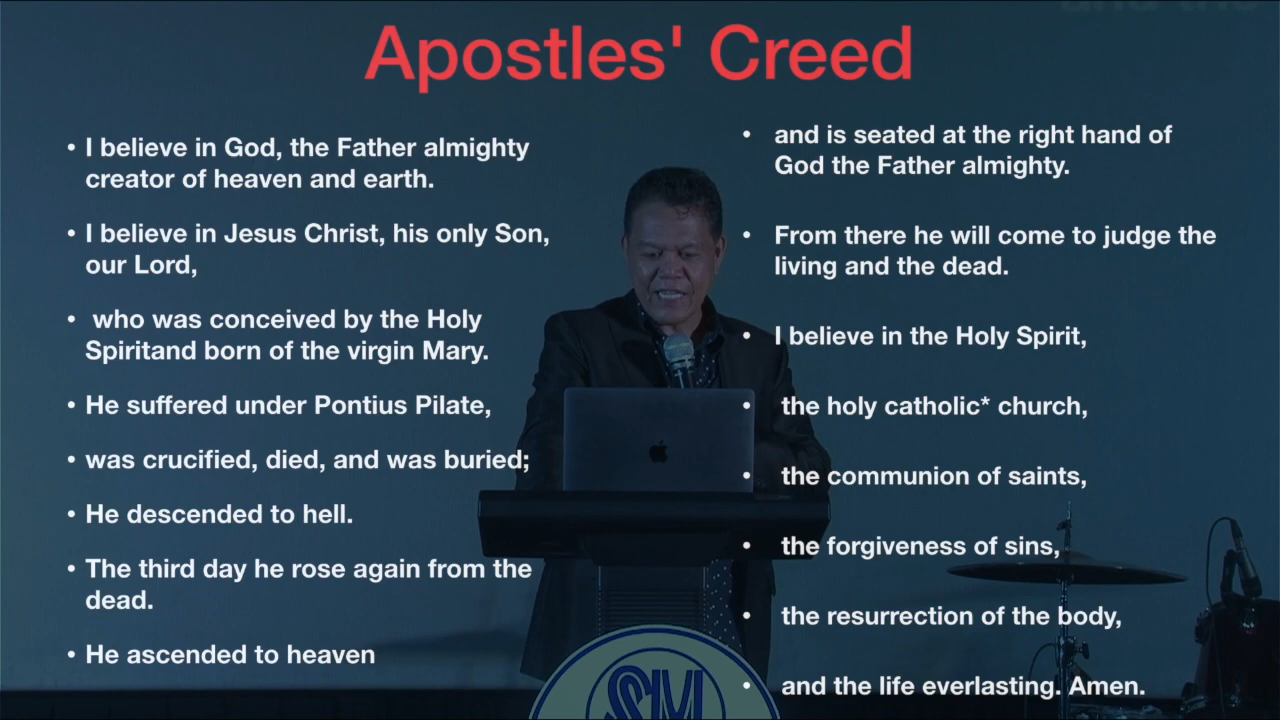 Apostles' Creed
• I believe in God, the Father almighty
creator of heaven and earth.
• I believe in Jesus Christ, his only Son,
our Lord,
• who was conceived by the Holy
Spiritand born of the virgin Mary.
• He suffered under Pontius Pilate,
• was crucified, died, and was buried;
• He descended to hell.
• The third day he rose again from the
dead.
• He ascended to heaven
• and is seated at the right hand of
God the Father almighty.
• From there he will come to judge the
living and the dead.
• I believe in the Holy Spirit,
• the holy catholic* church,
• the communion of saints,
• the forgiveness of sins,
• the resurrection of the body,
• and the life everlasting. Amen.